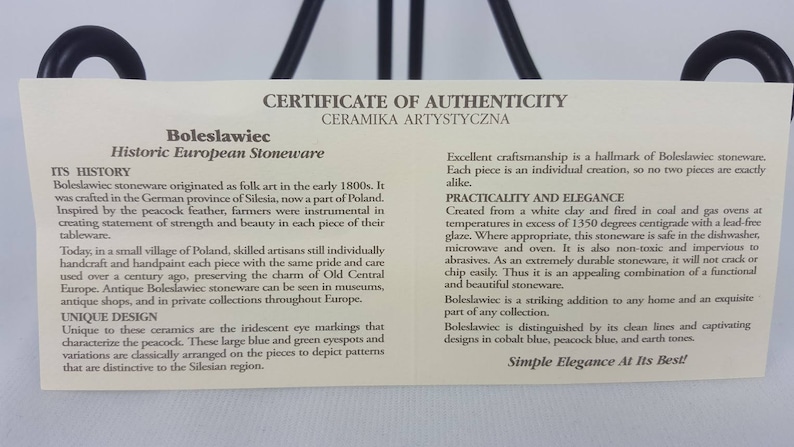 CERTIFICATE OF AUTHENTICITY
CERAMIKA ARTYSTYCZNA
Boleslawiec
Historic European Stoneware
ITS HISTORY
Boleslawiec stoneware originated as folk art in the early 1800s. It
was crafted in the German province of Silesia, now a part of Poland.
Inspired by the peacock feather, farmers were instrumental in
creating statement of strength and beauty in each piece of their
tableware.
Today, in a small village of Poland, skilled artisans still individually
handcraft and handpaint each piece with the same pride and care
used over a century ago, preserving the charm of Old Central
Europe. Antique Boleslawiec stoneware can be seen in museums,
antique shops, and in private collections throughout Europe.
UNIQUE DESIGN
Unique to these ceramics are the iridescent eye markings that
characterize the peacock. These large blue and green eyespots and
variations are classically arranged on the pieces to depict patterns
that are distinctive to the Silesian region.
Excellent craftsmanship is a hallmark of Boleslawiec stoneware.
Each piece is an individual creation, so no two pieces are exactly
alike.
PRACTICALITY AND ELEGANCE
Created from a white clay and fired in coal and gas ovens at
temperatures in excess of 1350 degrees centigrade with a lead-free
glaze. Where appropriate, this stoneware is safe in the dishwasher,
microwave and oven. It is also non-toxic and impervious to
abrasives. As an extremely durable stoneware, it will not crack or
chip easily. Thus it is an appealing combination of a functional
and beautiful stoneware.
Boleslawiec is a striking addition to any home and an exquisite
part of any collection.
Boleslawiec is distinguished by its clean lines and captivating
designs in cobalt blue, peacock blue, and earth tones.
Simple Elegance At Its Best!